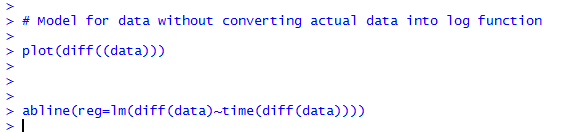 >
> # Model for data without converting actual data into log function
>
> plot(diff((data)))
>
>
>
> abline(reg=lm(diff(data)~time(diff(data))))
>